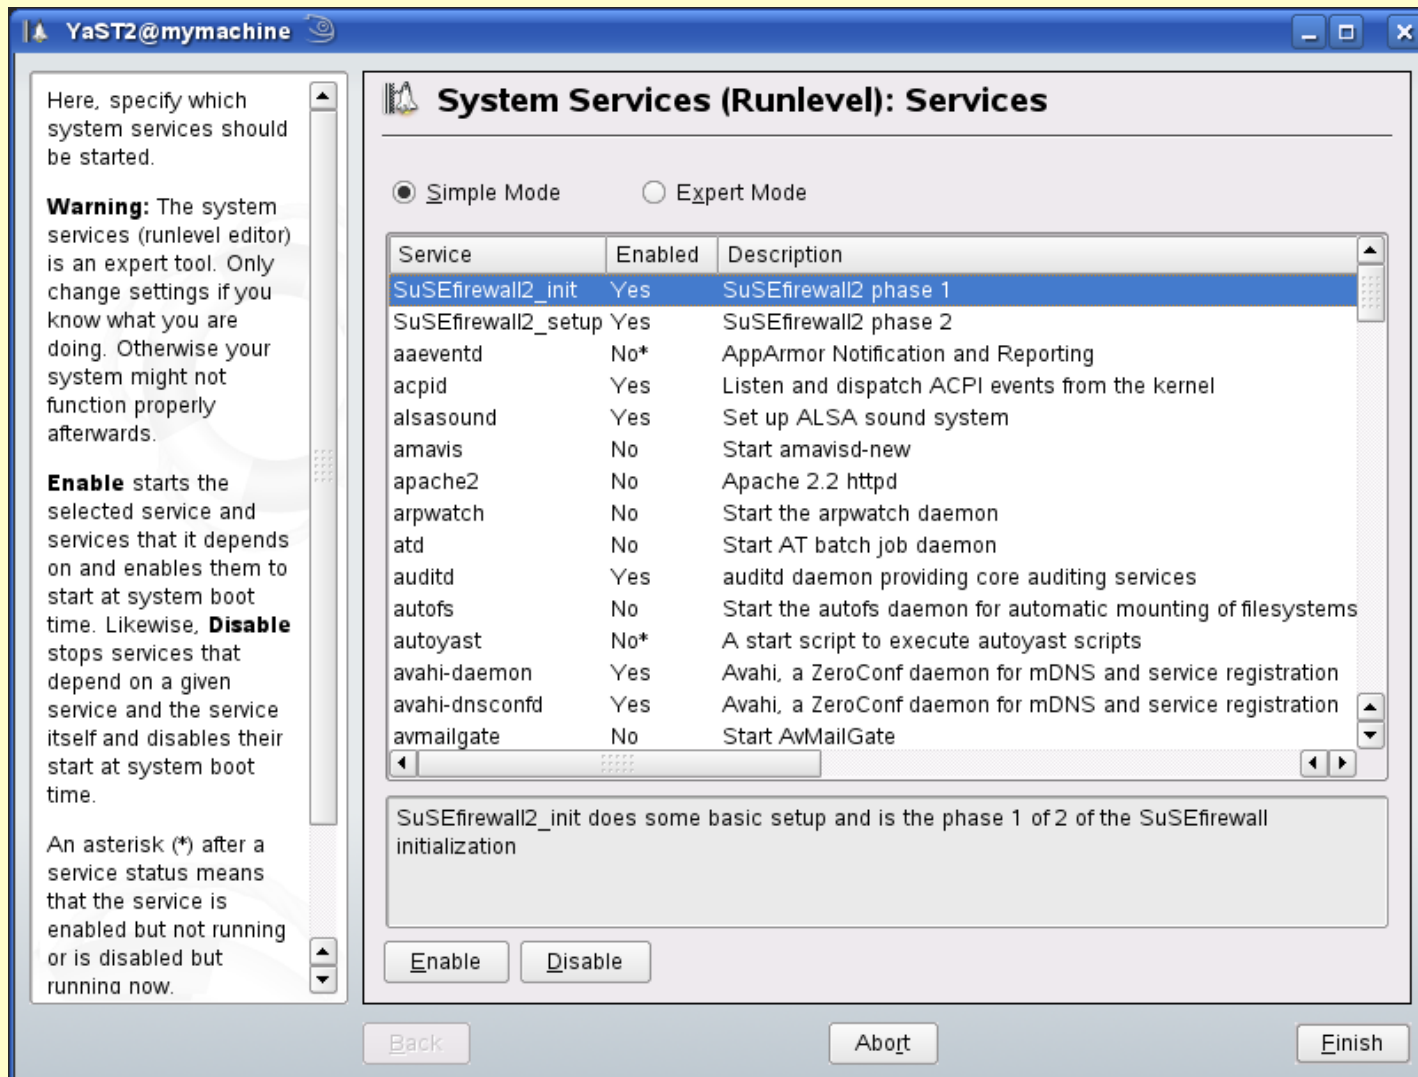 YaST2@mymachine
Here, specify which
system services should
be started.
Warning: The system
services (runlevel editor)
is an expert tool. Only
change settings if you
know what you are
doing. Otherwise your
system might not
function properly
afterwards.
Enable starts the
selected service and
services that it depends
on and enables them to
start at system boot
time. Likewise, Disable
stops services that
depend on a given
service and the service
itself and disables their
start at system boot
time.
An asterisk (*) after a
service status means
that the service is
enabled but not running
or is disabled but
running now.
System Services (Runlevel): Services
Simple Mode Expert Mode
Service Enabled Description
SuSEfirewall2_init Yes SuSEfirewall2 phase 1
SuSEfirewall2_setup Yes SuSEfirewall2 phase 2
aaeventd No* AppArmor Notification and Reporting
acpid Yes Listen and dispatch ACPI events from the kernel
alsasound Yes Set up ALSA sound system
amavis No Start amavisd-new
apache2 No Apache 2.2 httpd
arpwatch No Start the arpwatch daemon
atd No Start AT batch job daemon
auditd Yes auditd daemon providing core auditing services
autofs No Start the autofs daemon for automatic mounting of filesystems
autoyast No* A start script to execute autoyast scripts
avahi-daemon Yes Avahi, a ZeroConf daemon for mDNS and service registration
avahi-dnsconfd Yes Avahi, a ZeroConf daemon for mDNS and service registration
avmailgate No Start AvMailGate
SuSEfirewall2_init does some basic setup and is the phase 1 of 2 of the SuSEfirewall
initialization
Enable Disable
Back Abort Finish